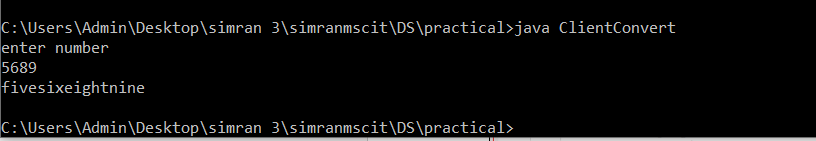 C:\Users\Admin\Desktop\simran 3\simranmscit\DS\practical>java ClientConvert
enter number
5689
fivesixeightnine
C:\Users\Admin\Desktop\simran 3\simranmscit\DS\practical>